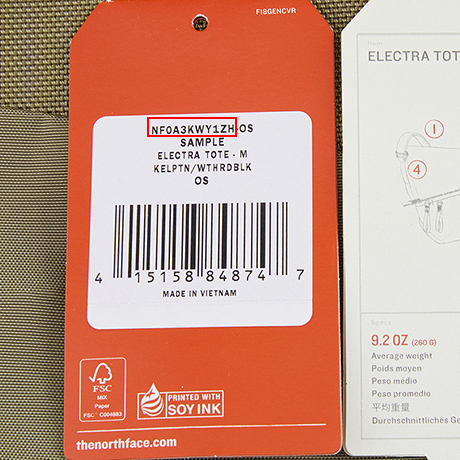 FI8GENCVR
NF0A3KWY1ZH-OS
SAMPLE
ELECTRA TOTE - M
KELPTN/WTHRDBLK
OS
4 15158 84874 7
MADE IN VIETNAM
FSC
MIX
Paper
FSC® C004883
PRINTED WITH
SOY INK
thenorthface.com
ELECTRA TOTE
1
4
9.2 OZ (260 G)
Average weight
Poids moyen
Peso médio
Peso promedio
平均重量
Durchschnittliches Ge